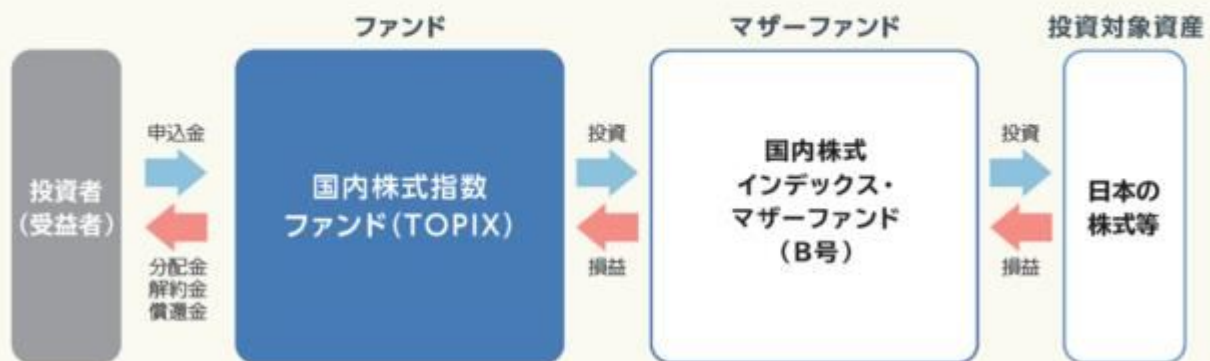 ファンド
マザーファンド
投資対象資産
投資者
(受益者)
申込金
分配金
解約金
償還金
国内株式指数
ファンド(TOPIX)
投資
損益
国内株式
インデックス・
マザーファンド
(B号)
投資
損益
日本の
株式等